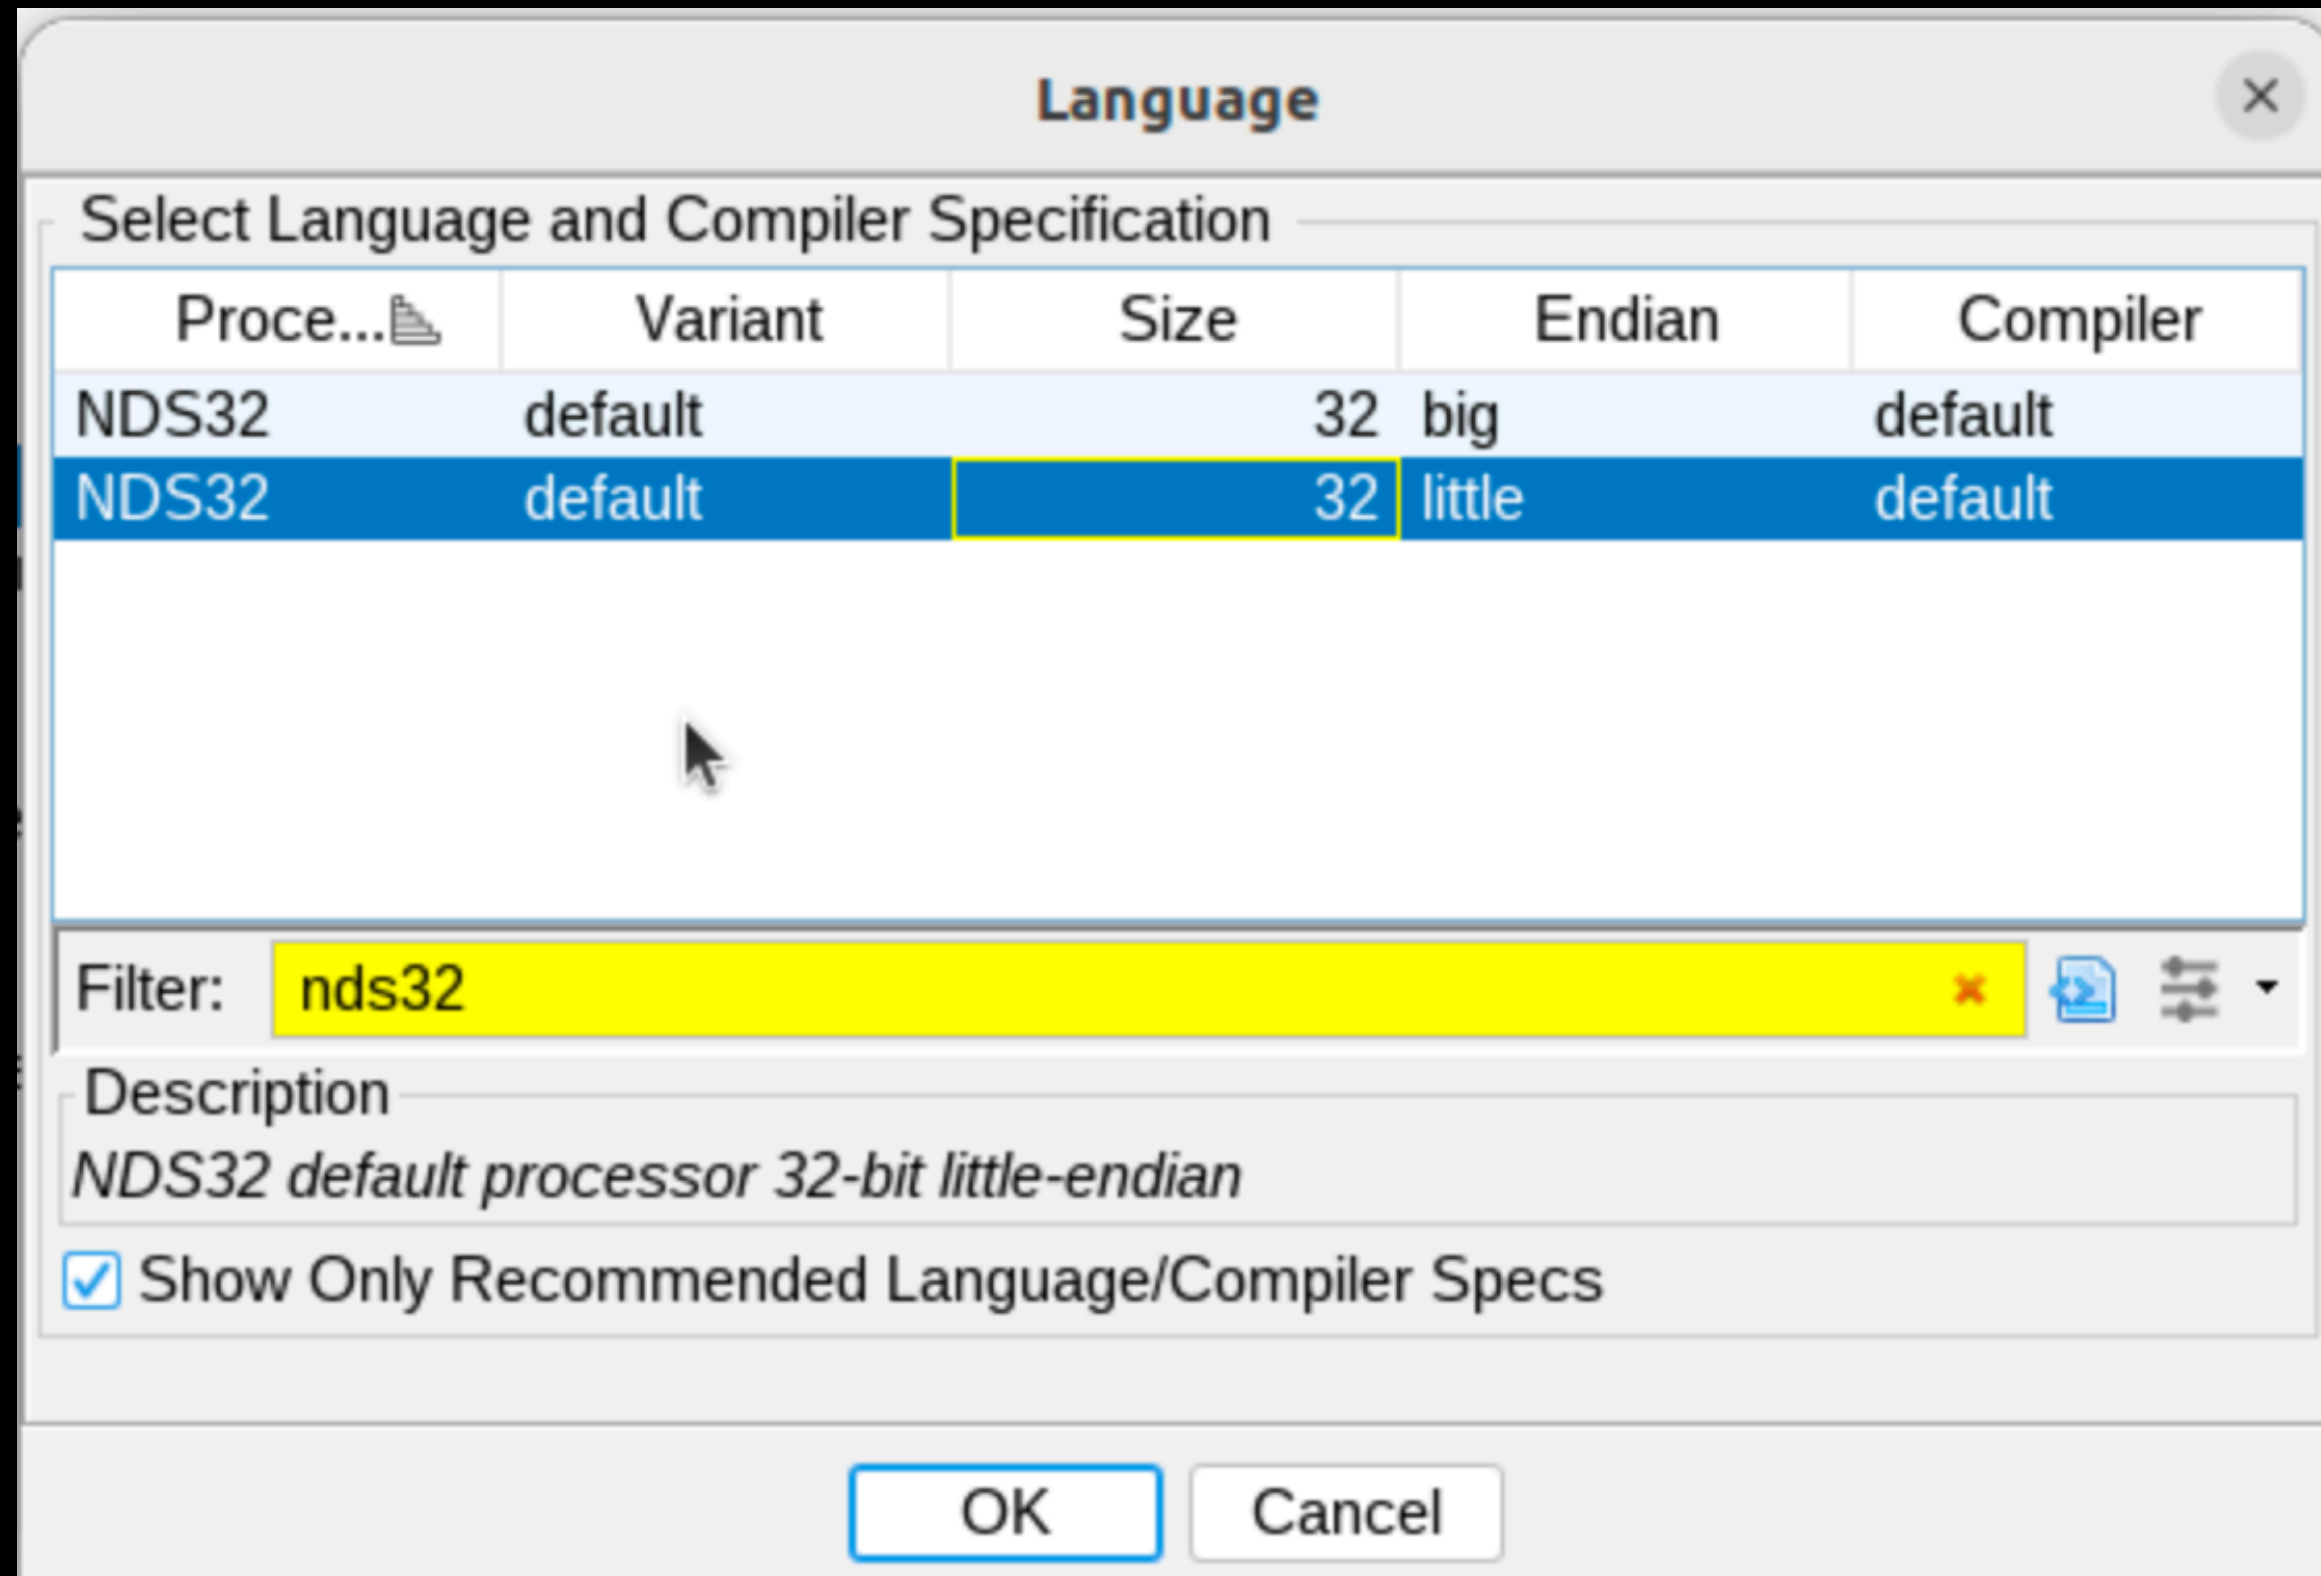 Language
Select Language and Compiler Specification
Proce... Variant Size Endian Compiler
NDS32 default 32 big default
NDS32 default 32 little default
Filter: nds32
Description
NDS32 default processor 32-bit little-endian
Show Only Recommended Language/Compiler Specs
OK Cancel